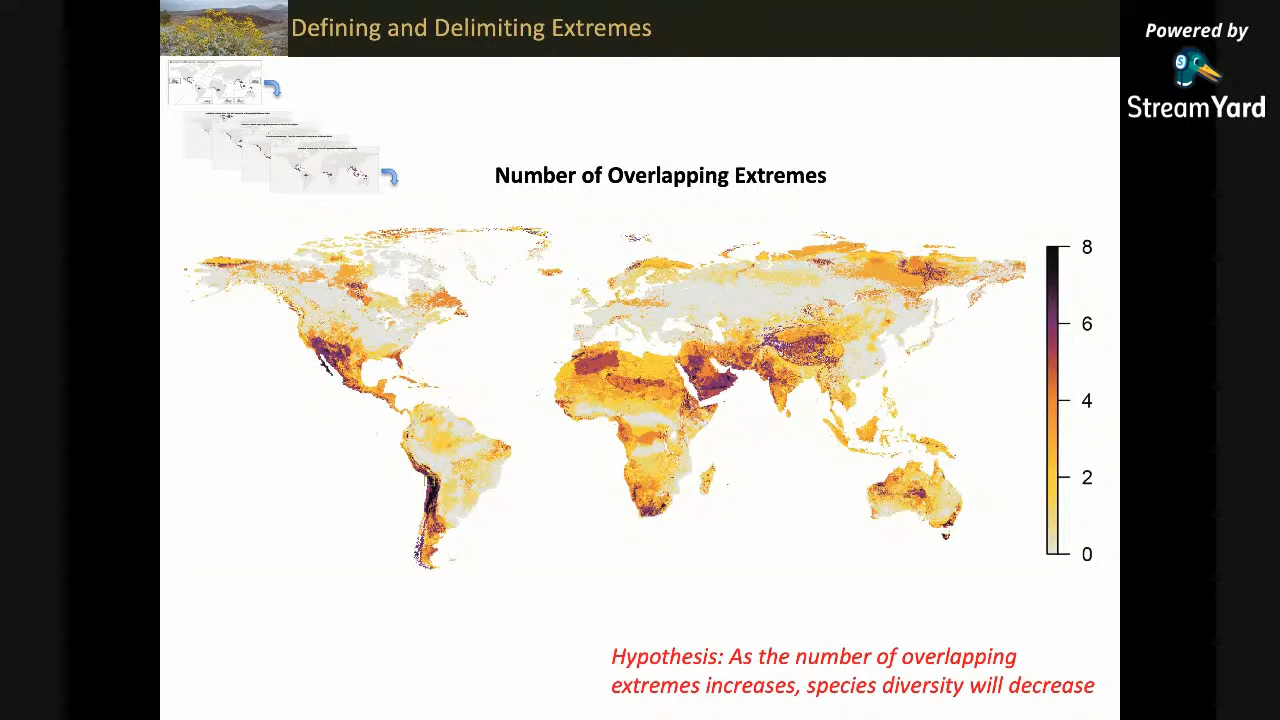 Defining and Delimiting Extremes
Powered by
StreamYard
Number of Overlapping Extremes
8
6
4
2
0
Hypothesis: As the number of overlapping
extremes increases, species diversity will decrease